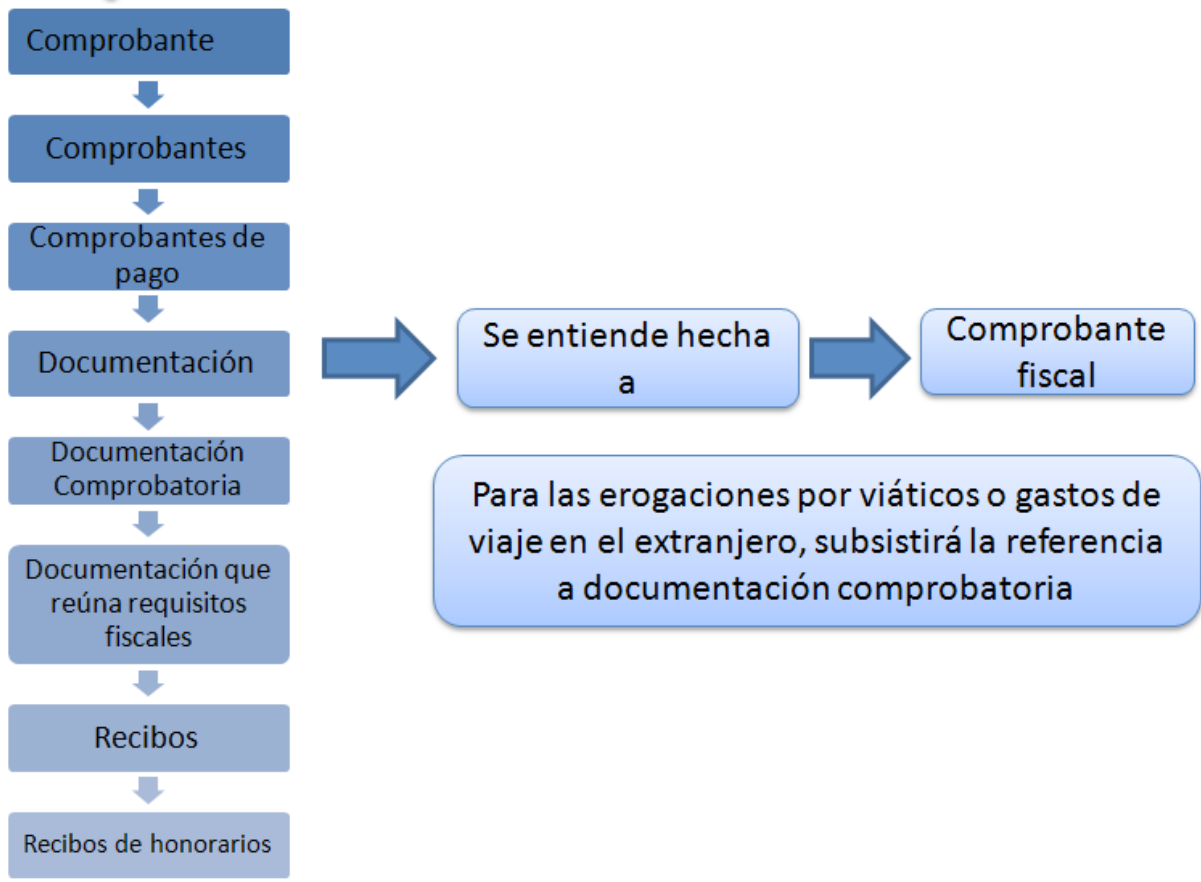 Comprobante
Comprobantes
Comprobantes de
pago
Documentación
Documentación
Comprobatoria
Documentación que
reúna requisitos
fiscales
Recibos
Recibos de honorarios
Se entiende hecha
a
Comprobante
fiscal
Para las erogaciones por viáticos o gastos de
viaje en el extranjero, subsistirá la referencia
a documentación comprobatoria